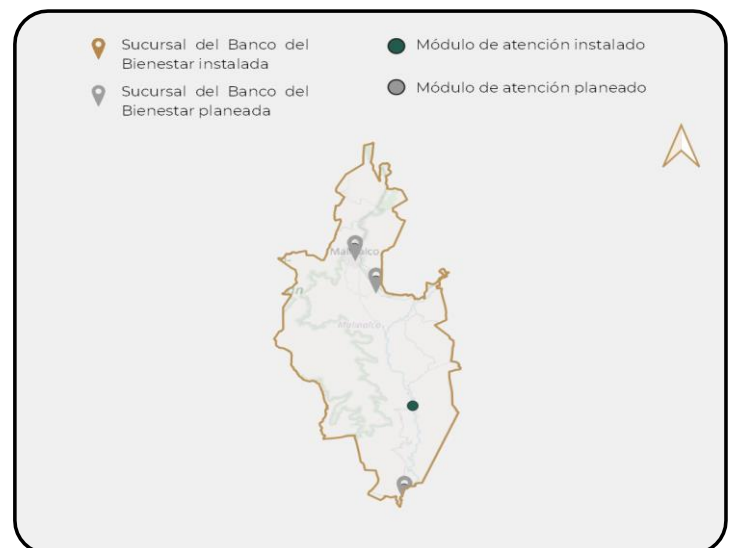 Sucursal del Banco del
Bienestar instalada
Sucursal del Banco del
Bienestar planeada
Módulo de atención instalado
Módulo de atención planeado
Malinalco